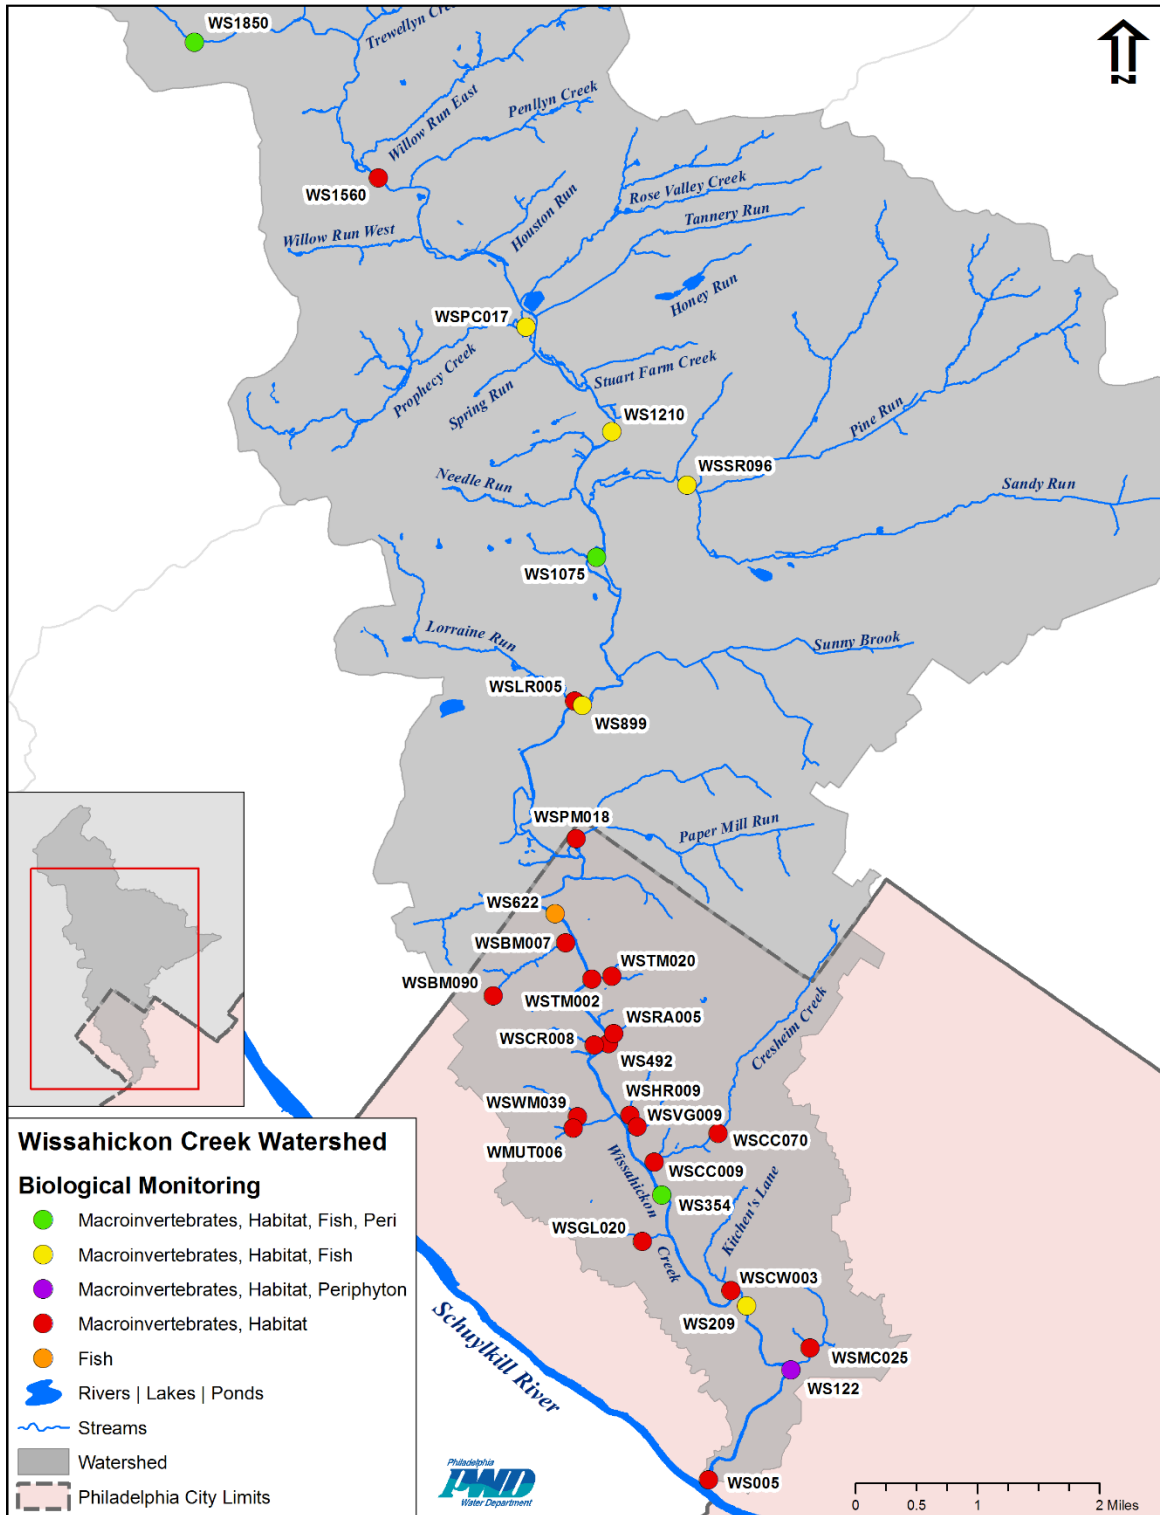 WS1850
Trewellyn Creek
Willow Run East
Penllyn Creek
WS1560
Houston Run
Rose Valley Creek
Tannery Run
Willow Run West
Honey Run
WSPC017
Prophecy Creek
Spring Run
Stuart Farm Creek
WS1210
Pine Run
WSSR096
Needle Run
Sandy Run
WS1075
Lorraine Run
Sunny Brook
WSLR005
WS899
WSPM018
Paper Mill Run
WS622
WSBM007
WSTM020
WSBM090
WSTM002
WSRA005
WSCR008
WS492
Cresheim Creek
WSHR009
WSWM039
WSVG009
WSCC070
WMUT006
WSCC009
Wissahickon
Creek
WS354
Kitchen's Lane
WSGL020
WSCW003
WS209
WSMC025
WS122
Schuylkill River
WS005
N
Wissahickon Creek Watershed
Biological Monitoring
Macroinvertebrates, Habitat, Fish, Peri
Macroinvertebrates, Habitat, Fish
Macroinvertebrates, Habitat, Periphyton
Macroinvertebrates, Habitat
Fish
Rivers | Lakes | Ponds
Streams
Watershed
Philadelphia City Limits
Philadelphia
PWD
Water Department
0 0.5 1 2 Miles